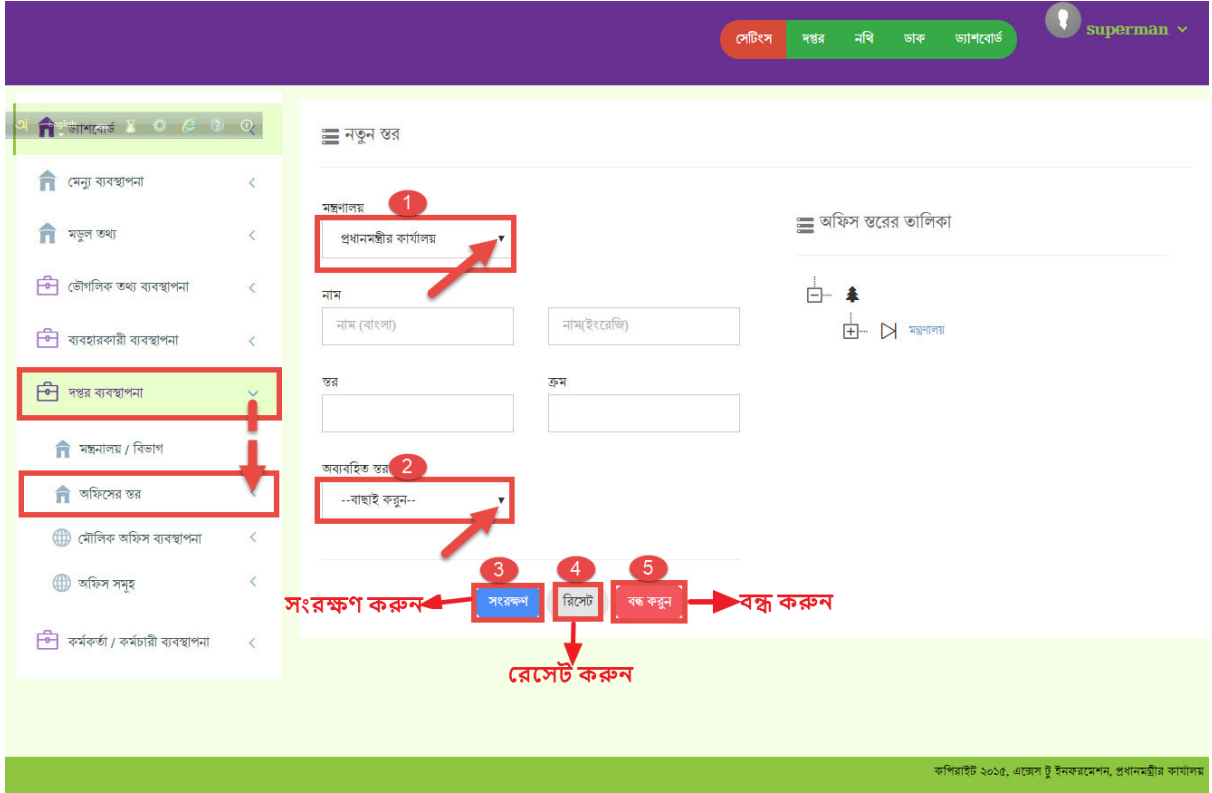 সেটিংস দপ্তর নথি ডাক ড্যাশবোর্ড superman
ড্যাশবোর্ড
মেন্যু ব্যবস্থাপনা
মডুল তথ্য
ভৌগলিক তথ্য ব্যবস্থাপনা
ব্যবহারকারী ব্যবস্থাপনা
দপ্তর ব্যবস্থাপনা
মন্ত্রনালয় / বিভাগ
অফিসের স্তর
মৌলিক অফিস ব্যবস্থাপনা
অফিস সমূহ
কর্মকর্তা / কর্মচারী ব্যবস্থাপনা
নতুন স্তর
মন্ত্রণালয় 1
প্রধানমন্ত্রীর কার্যালয়
নাম
নাম (বাংলা) নাম(ইংরেজি)
স্তর ক্রম
অব্যবহিত স্তর 2
--বাছাই করুন--
3 4 5
সংরক্ষণ করুন সংরক্ষণ রিসেট বন্ধ করুন বন্ধ করুন
রেসেট করুন
অফিস স্তরের তালিকা
মন্ত্রণালয়
কপিরাইট ২০১৫, এক্সেস টু ইনফরমেশন, প্রধানমন্ত্রীর কার্যালয়